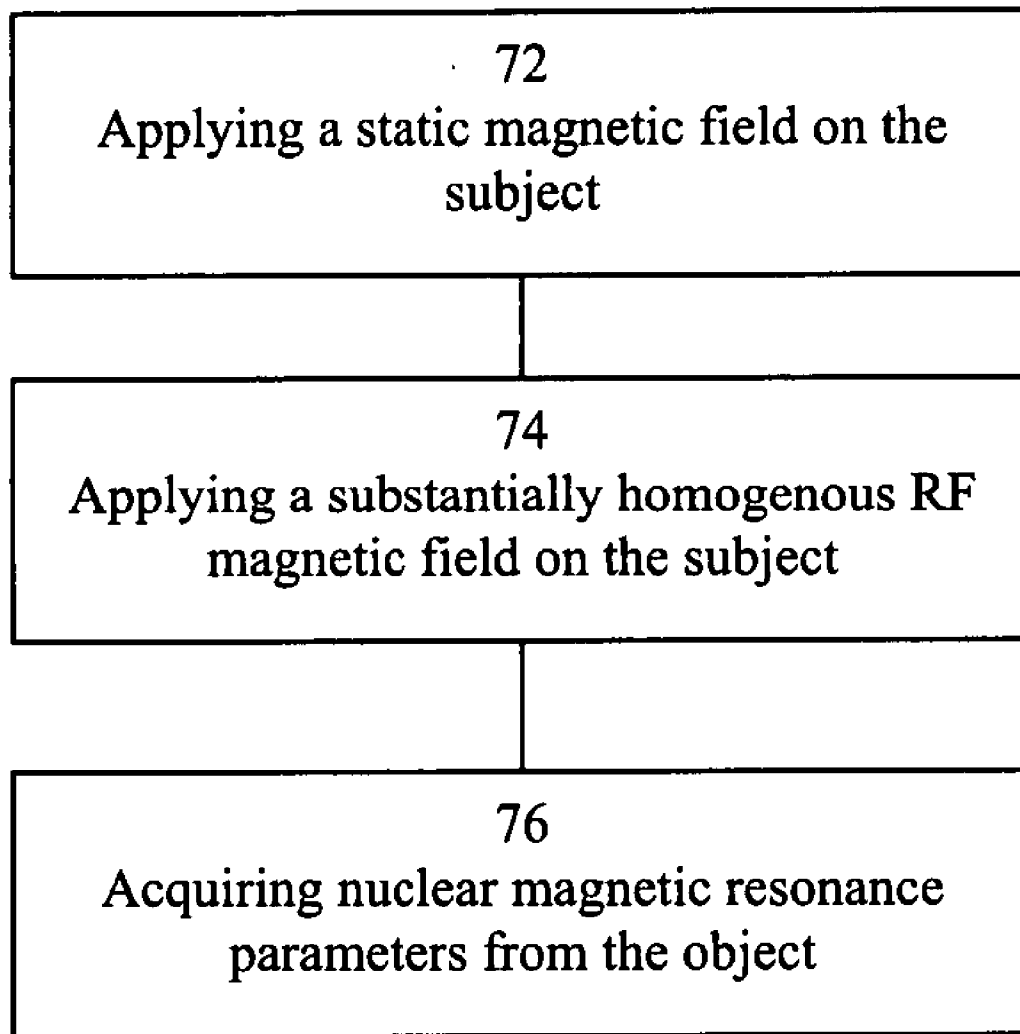 72
Applying a static magnetic field on the
subject
74
Applying a substantially homogenous RF
magnetic field on the subject
76
Acquiring nuclear magnetic resonance
parameters from the object